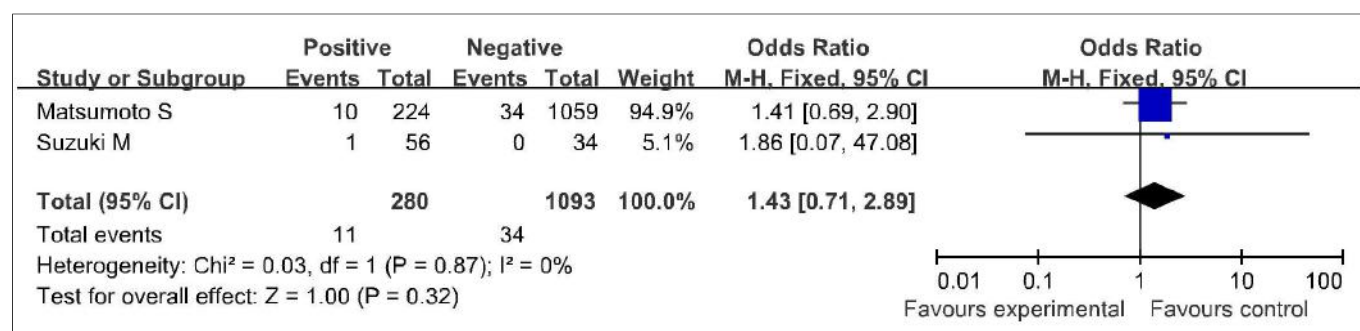 Positive Negative Odds Ratio Odds Ratio
Study or Subgroup Events Total Events Total Weight M-H, Fixed, 95% CI M-H, Fixed, 95% CI
Matsumoto S 10 224 34 1059 94.9% 1.41 [0.69, 2.90]
Suzuki M 1 56 0 34 5.1% 1.86 [0.07, 47.08]
Total (95% CI) 280 1093 100.0% 1.43 [0.71, 2.89]
Total events 11 34
Heterogeneity: Chi² = 0.03, df = 1 (P = 0.87); I² = 0%
Test for overall effect: Z = 1.00 (P = 0.32)
0.01 0.1 1 10 100
Favours experimental Favours control